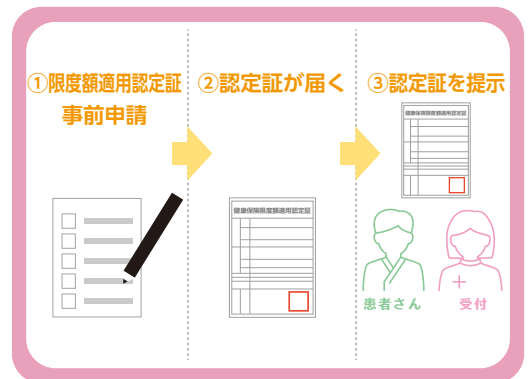 ①限度額適用認定証
事前申請
②認定証が届く
健康保険限度額適用認定証
③認定証を提示
健康保険限度額適用認定証
患者さん
受付